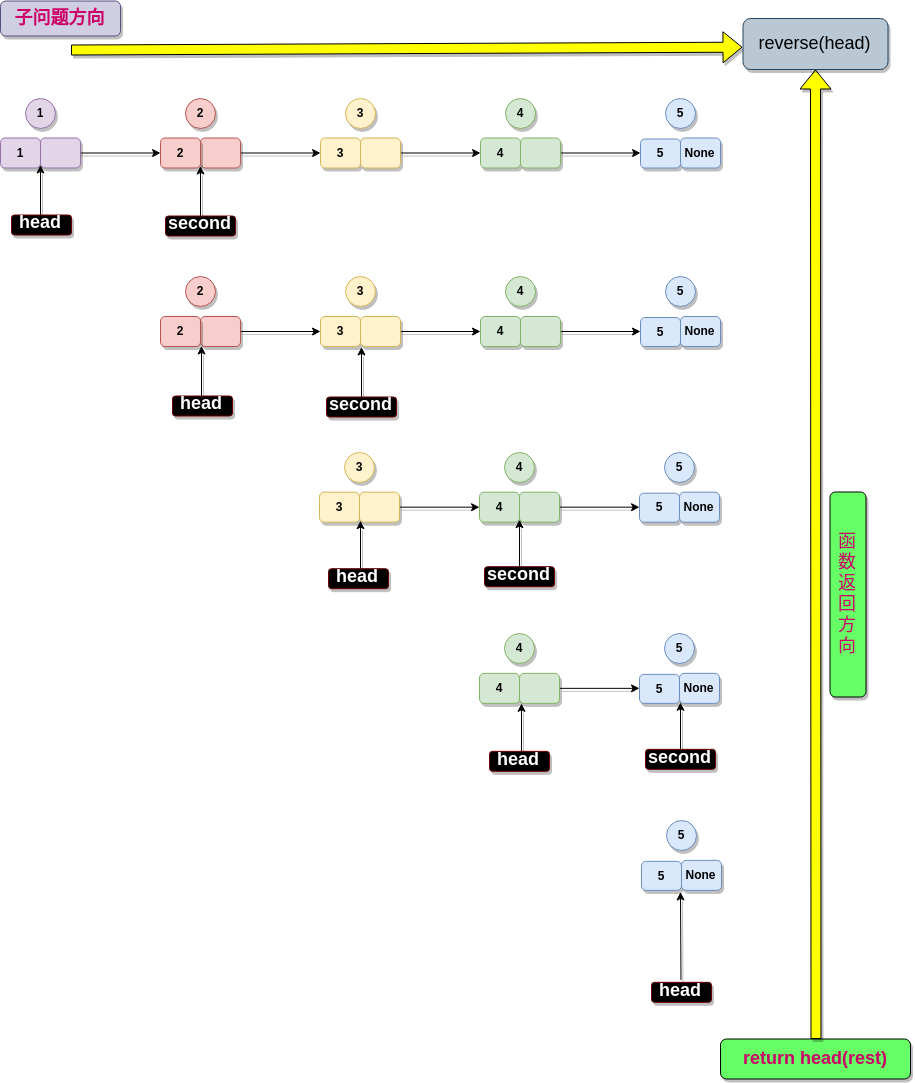 子问题方向
reverse(head)
1 2 3 4 5
1 2 3 4 5 None
head second
2 3 4 5
2 3 4 5 None
head second
3 4 5
3 4 5 None
head second
函数返回方向
4 5
4 5 None
head second
5
5 None
head
return head(rest)